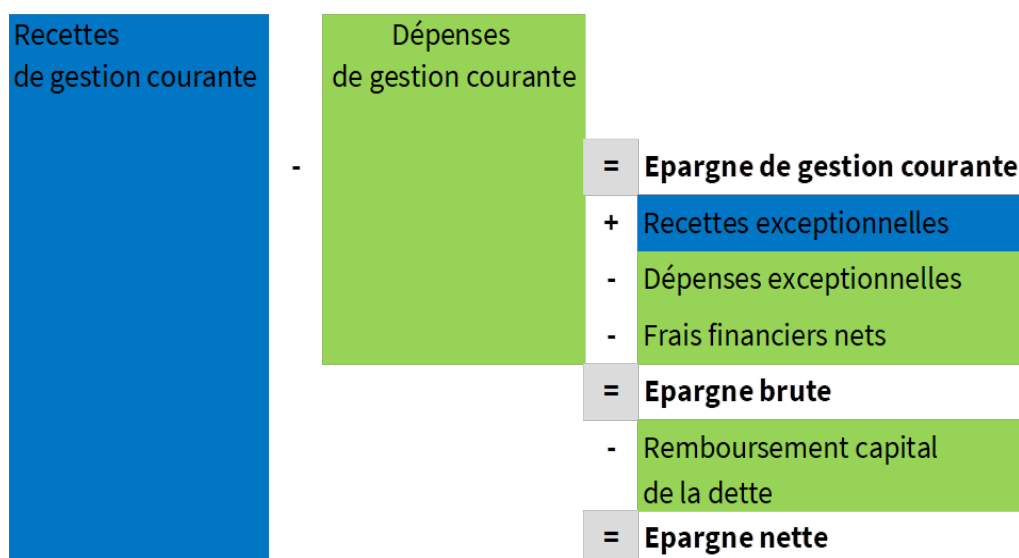 Recettes
de gestion courante
-
Dépenses
de gestion courante
= Epargne de gestion courante
+ Recettes exceptionnelles
- Dépenses exceptionnelles
- Frais financiers nets
= Epargne brute
- Remboursement capital
de la dette
= Epargne nette